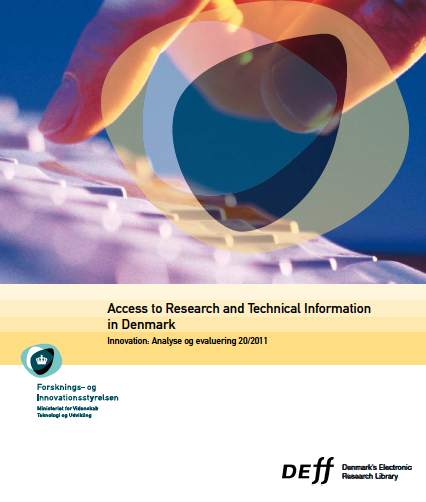 Access to Research and Technical Information
in Denmark
Innovation: Analyse og evaluering 20/2011
Forsknings- og
Innovationsstyrelsen
Ministeriet for Videnskab
Teknologi og Udvikling
DEff
Denmark's Electronic
Research Library